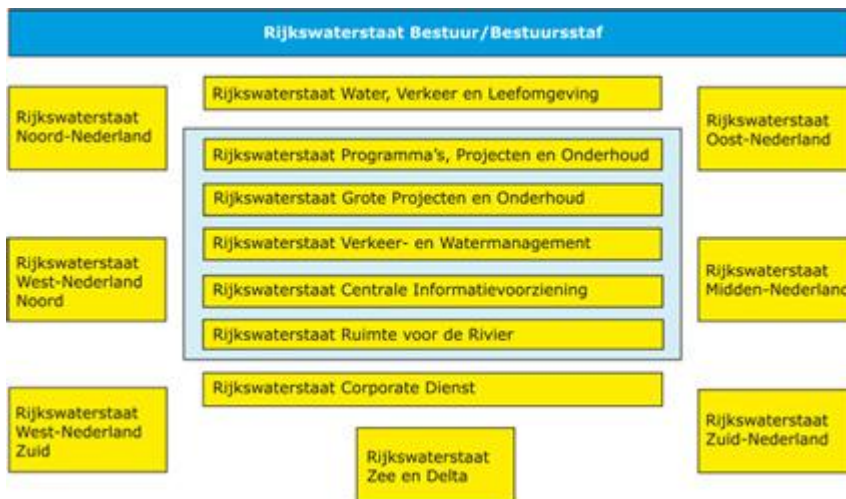 Rijkswaterstaat Bestuur/Bestuursstaf
Rijkswaterstaat
Noord-Nederland
Rijkswaterstaat
West-Nederland
Noord
Rijkswaterstaat
West-Nederland
Zuid
Rijkswaterstaat Water, Verkeer en Leefomgeving
Rijkswaterstaat Programma's, Projecten en Onderhoud
Rijkswaterstaat Grote Projecten en Onderhoud
Rijkswaterstaat Verkeer- en Watermanagement
Rijkswaterstaat Centrale Informatievoorziening
Rijkswaterstaat Ruimte voor de Rivier
Rijkswaterstaat Corporate Dienst
Rijkswaterstaat
Zee en Delta
Rijkswaterstaat
Oost-Nederland
Rijkswaterstaat
Midden-Nederland
Rijkswaterstaat
Zuid-Nederland